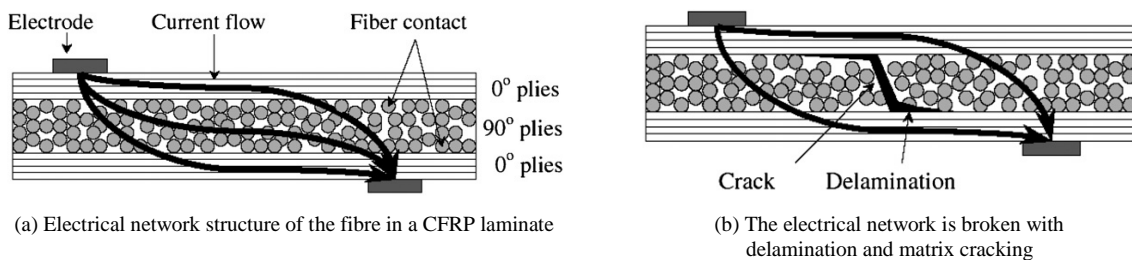 Electrode
Current flow
Fiber contact
0° plies
90° plies
0° plies
(a) Electrical network structure of the fibre in a CFRP laminate
Crack
Delamination
(b) The electrical network is broken with
delamination and matrix cracking